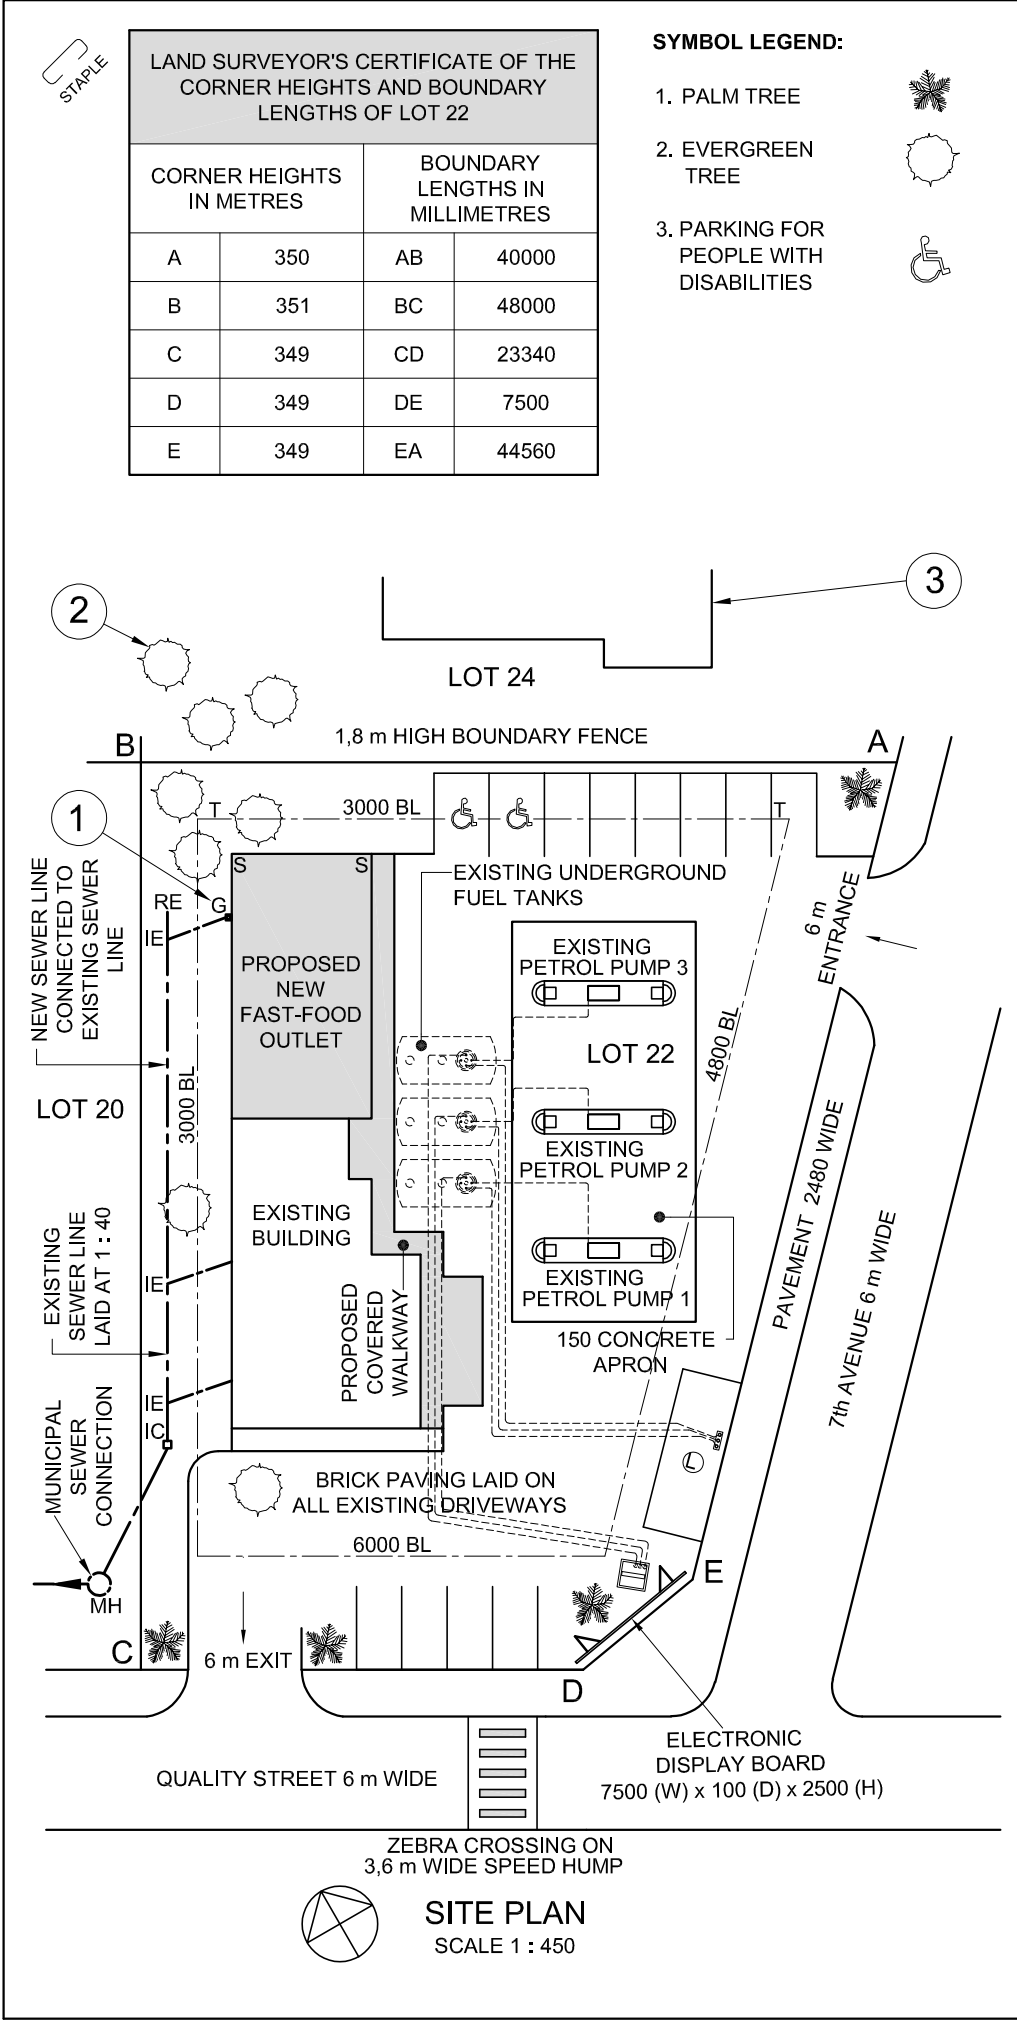 STAPLE
LAND SURVEYOR'S CERTIFICATE OF THE
CORNER HEIGHTS AND BOUNDARY
LENGTHS OF LOT 22
CORNER HEIGHTS
IN METRES
BOUNDARY
LENGTHS IN
MILLIMETRES
A 350 AB 40000
B 351 BC 48000
C 349 CD 23340
D 349 DE 7500
E 349 EA 44560
SYMBOL LEGEND:
1. PALM TREE
2. EVERGREEN
TREE
3. PARKING FOR
PEOPLE WITH
DISABILITIES
3
2
LOT 24
1,8 m HIGH BOUNDARY FENCE
B
A
1
T
3000 BL
T
S
S
EXISTING UNDERGROUND
FUEL TANKS
NEW SEWER LINE
CONNECTED TO
EXISTING SEWER
LINE
RE
G
IE
6 m
ENTRANCE
PROPOSED
NEW
FAST-FOOD
OUTLET
EXISTING
PETROL PUMP 3
LOT 22
4800 BL
LOT 20
3000 BL
EXISTING
PETROL PUMP 2
PAVEMENT 2480 WIDE
7th AVENUE 6 m WIDE
EXISTING
BUILDING
EXISTING
SEWER LINE
LAID AT 1 : 40
IE
EXISTING
PETROL PUMP 1
PROPOSED
COVERED
WALKWAY
150 CONCRETE
APRON
IE
IC
MUNICIPAL
SEWER
CONNECTION
L
BRICK PAVING LAID ON
ALL EXISTING DRIVEWAYS
6000 BL
E
MH
C
6 m EXIT
D
ELECTRONIC
DISPLAY BOARD
7500 (W) x 100 (D) x 2500 (H)
QUALITY STREET 6 m WIDE
ZEBRA CROSSING ON
3,6 m WIDE SPEED HUMP
SITE PLAN
SCALE 1 : 450